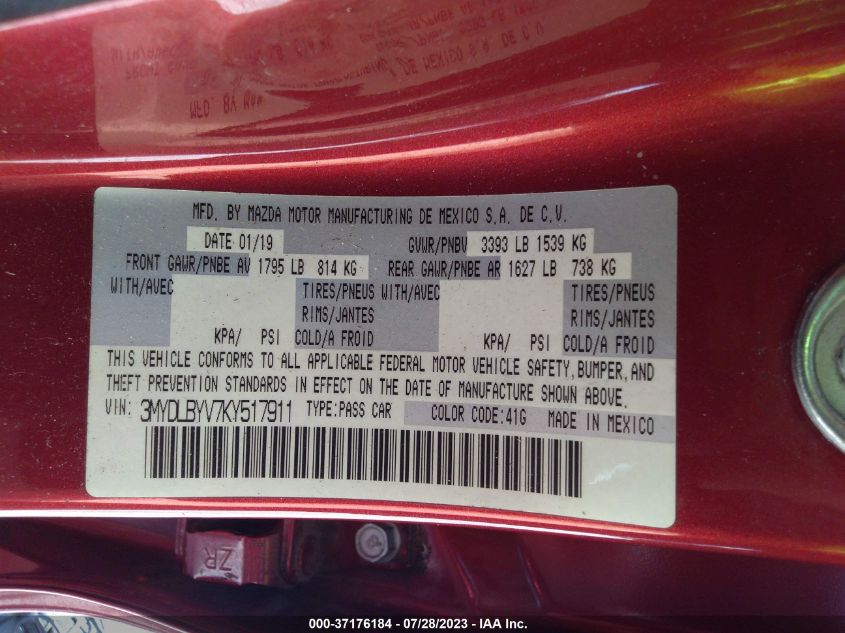 MFD. BY MAZDA MOTOR MANUFACTURING DE MEXICO S.A. DE C.V.
DATE 01/19 GVWR/PNBV 3393 LB 1539 KG
FRONT GAWR/PNBE AV 1795 LB 814 KG REAR GAWR/PNBE AR 1627 LB 738 KG
WITH/AVEC TIRES/PNEUS WITH/AVEC TIRES/PNEUS
RIMS/JANTES RIMS/JANTES
KPA/ PSI COLD/A FROID KPA/ PSI COLD/A FROID
THIS VEHICLE CONFORMS TO ALL APPLICABLE FEDERAL MOTOR VEHICLE SAFETY, BUMPER, AND
THEFT PREVENTION STANDARDS IN EFFECT ON THE DATE OF MANUFACTURE SHOWN ABOVE.
VIN: 3MYDLBYV7KY517911 TYPE:PASS CAR COLOR CODE:41G MADE IN MEXICO
ZR
000-37176184 - 07/28/2023 - IAA Inc.